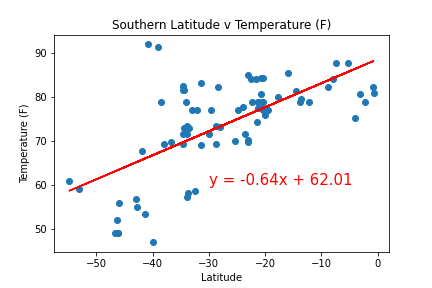 Southern Latitude v Temperature (F)
90
80
70
60
50
Temperature (F)
y = -0.64x + 62.01
−50
−40
−30
−20
−10
0
Latitude